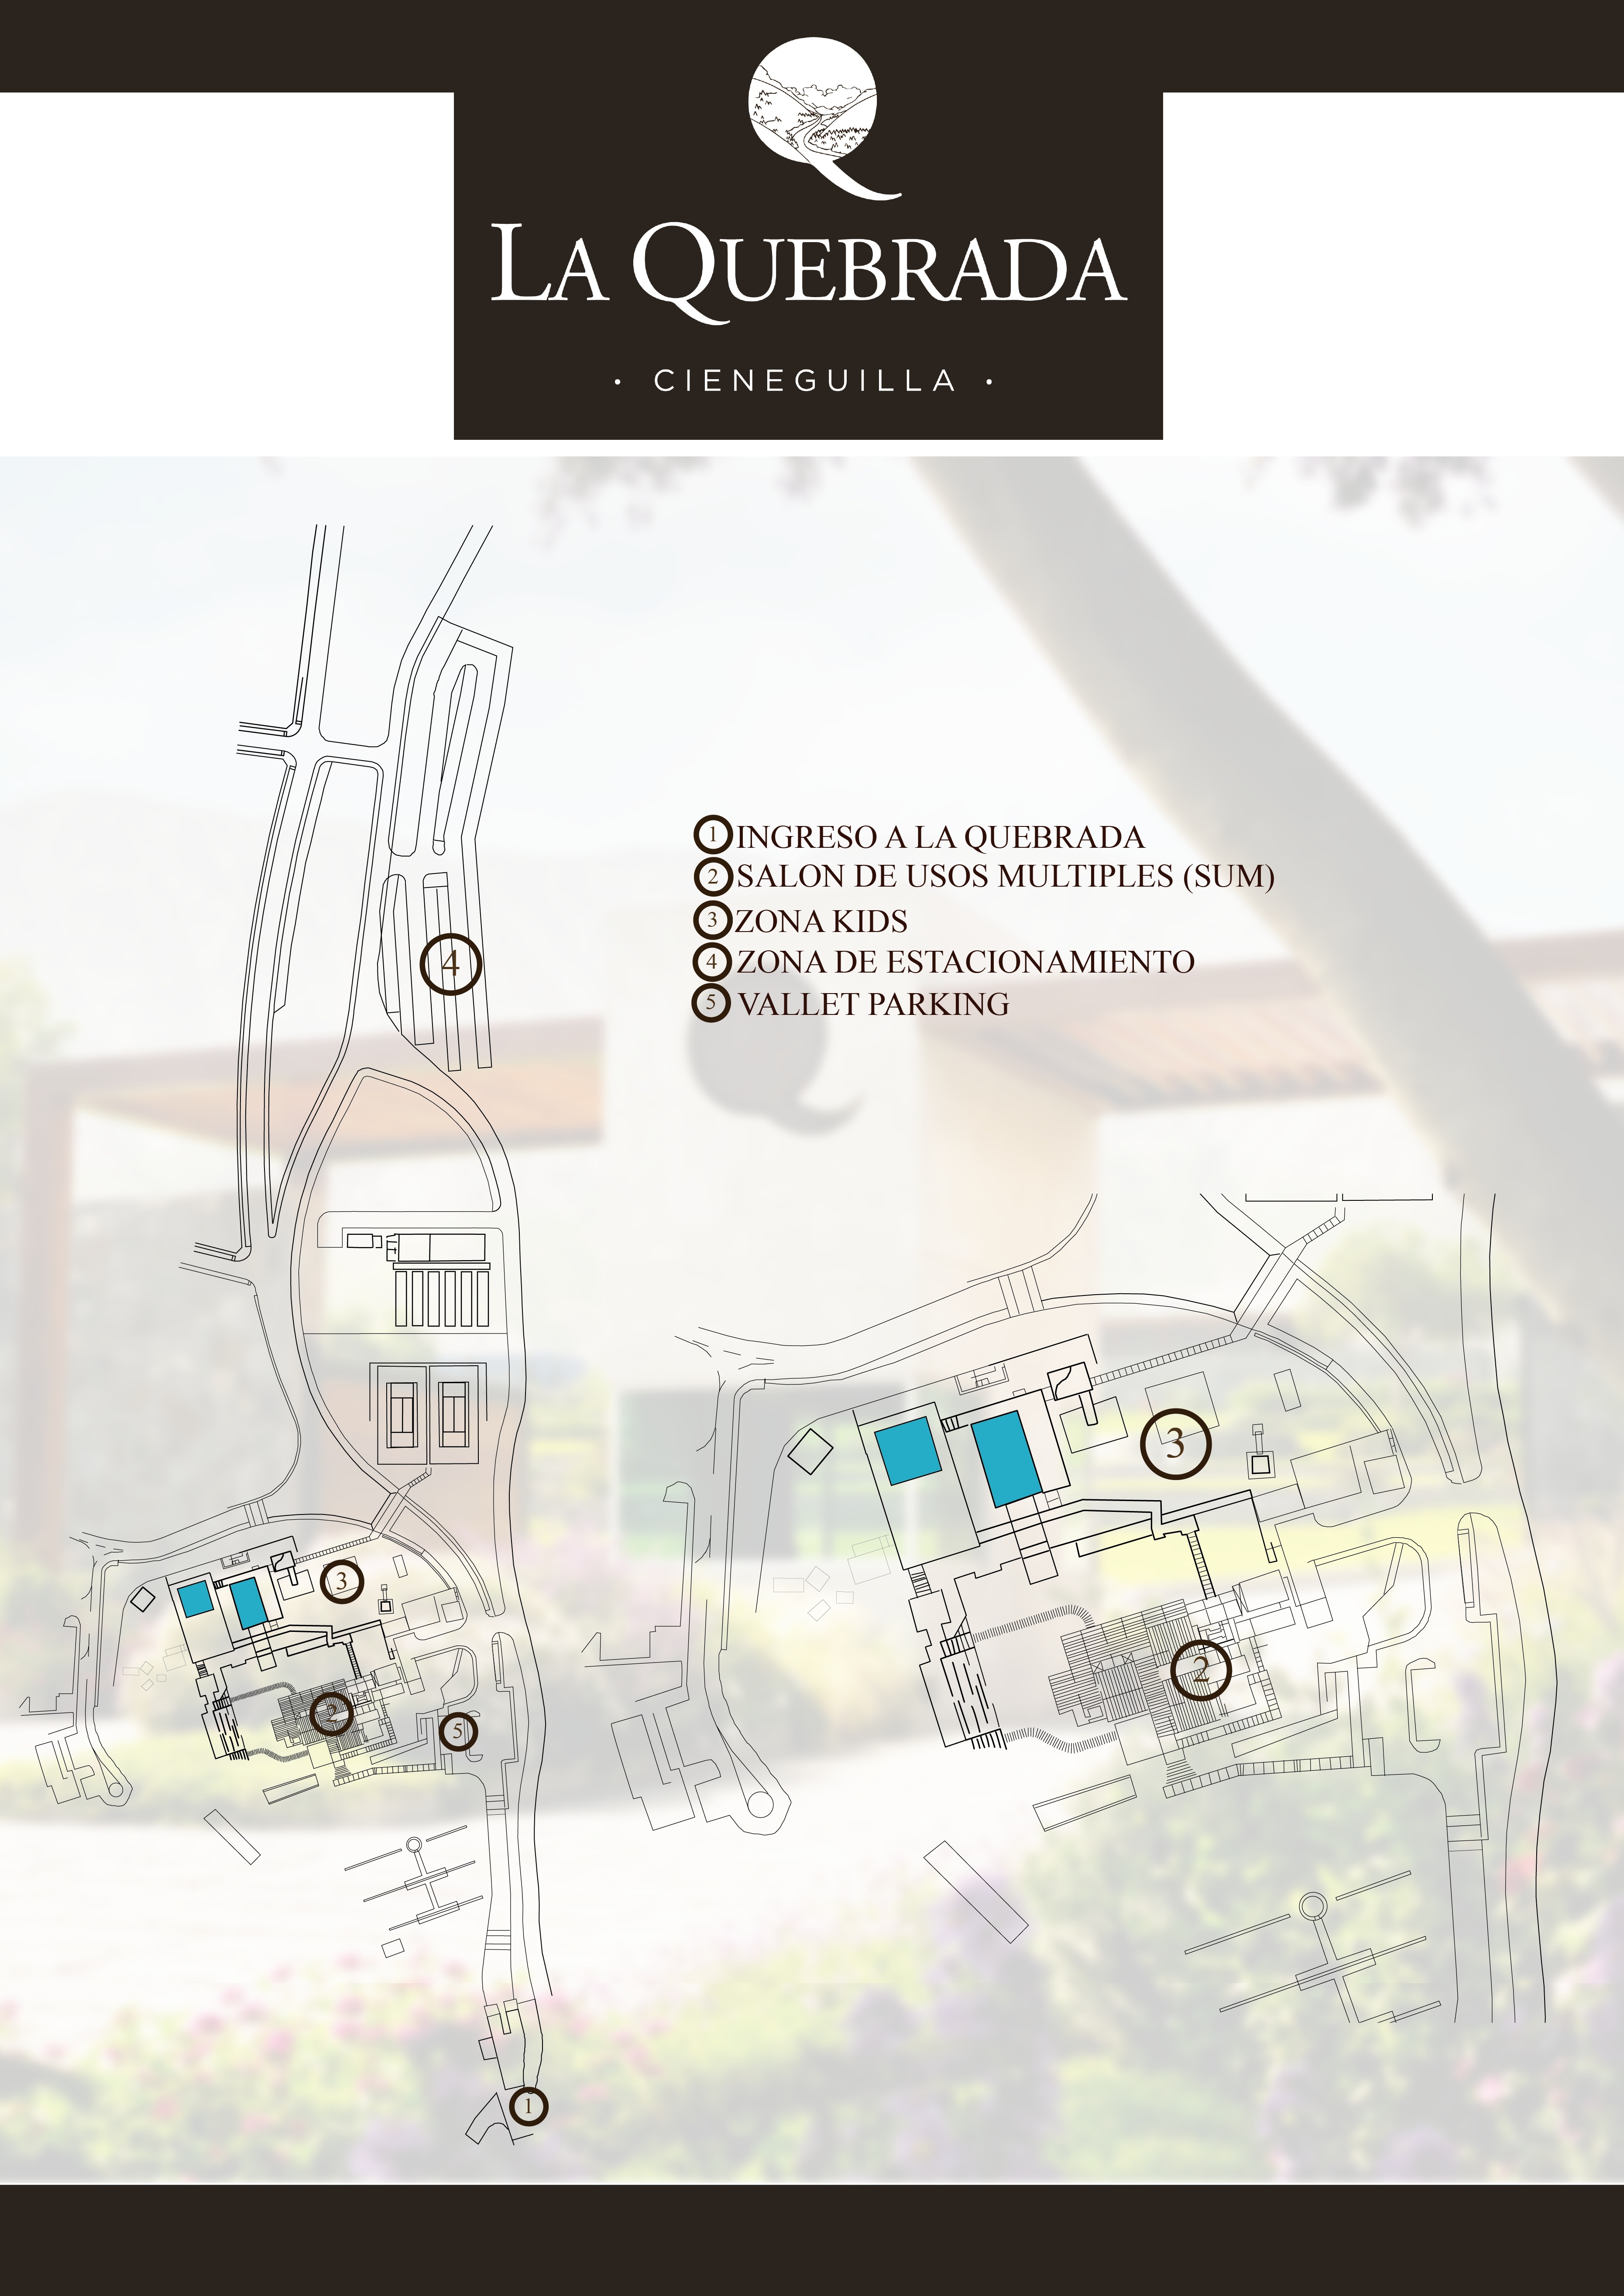 LA QUEBRADA
· CIENEGUILLA ·
1 INGRESO A LA QUEBRADA
2 SALON DE USOS MULTIPLES (SUM)
3 ZONA KIDS
4 ZONA DE ESTACIONAMIENTO
5 VALLET PARKING
4
3
2
5
1
3
2